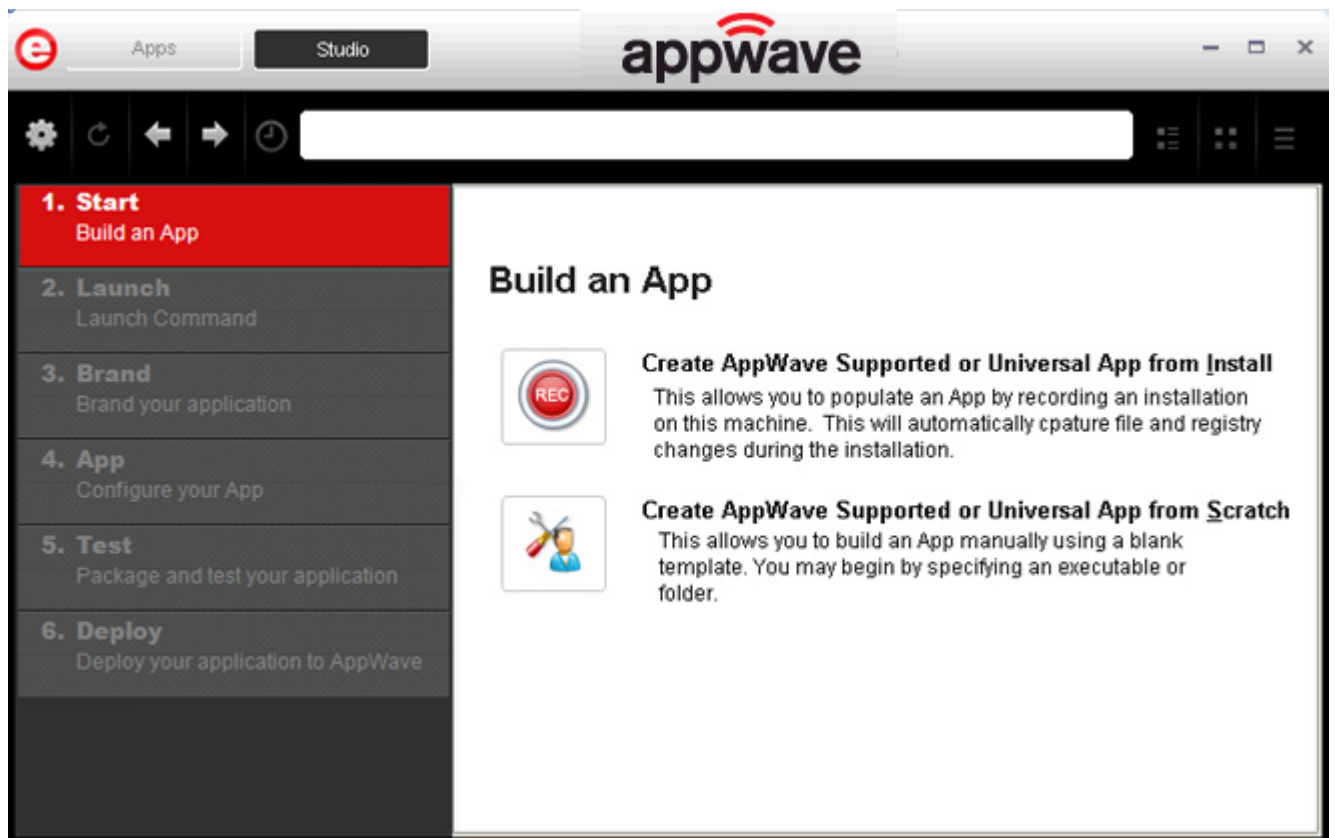 e
Apps
Studio
appwave
1. Start
Build an App
2. Launch
Launch Command
3. Brand
Brand your application
4. App
Configure your App
5. Test
Package and test your application
6. Deploy
Deploy your application to AppWave
Build an App
REC
Create AppWave Supported or Universal App from Install
This allows you to populate an App by recording an installation
on this machine. This will automatically cpature file and registry
changes during the installation.
Create AppWave Supported or Universal App from Scratch
This allows you to build an App manually using a blank
template. You may begin by specifying an executable or
folder.